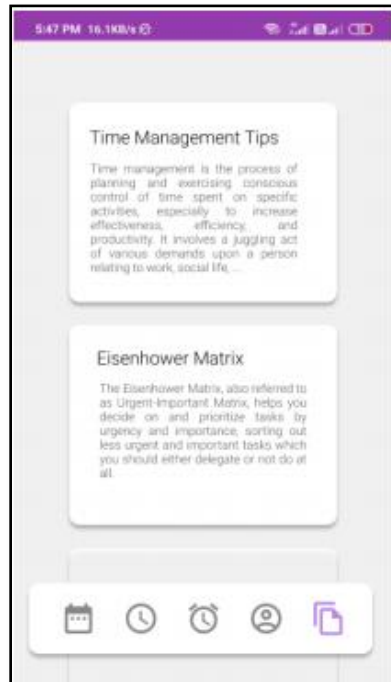 5:47 PM 16.1KB/s
Time Management Tips
Time management is the process of
planning and exercising conscious
control of time spent on specific
activities, especially to increase
effectiveness, efficiency, and
productivity. It involves a juggling act
of various demands upon a person
relating to work, social life, ...
Eisenhower Matrix
The Eisenhower Matrix, also referred to
as Urgent-Important Matrix, helps you
decide on and prioritize tasks by
urgency and importance, sorting out
less urgent and important tasks which
you should either delegate or not do at
all.